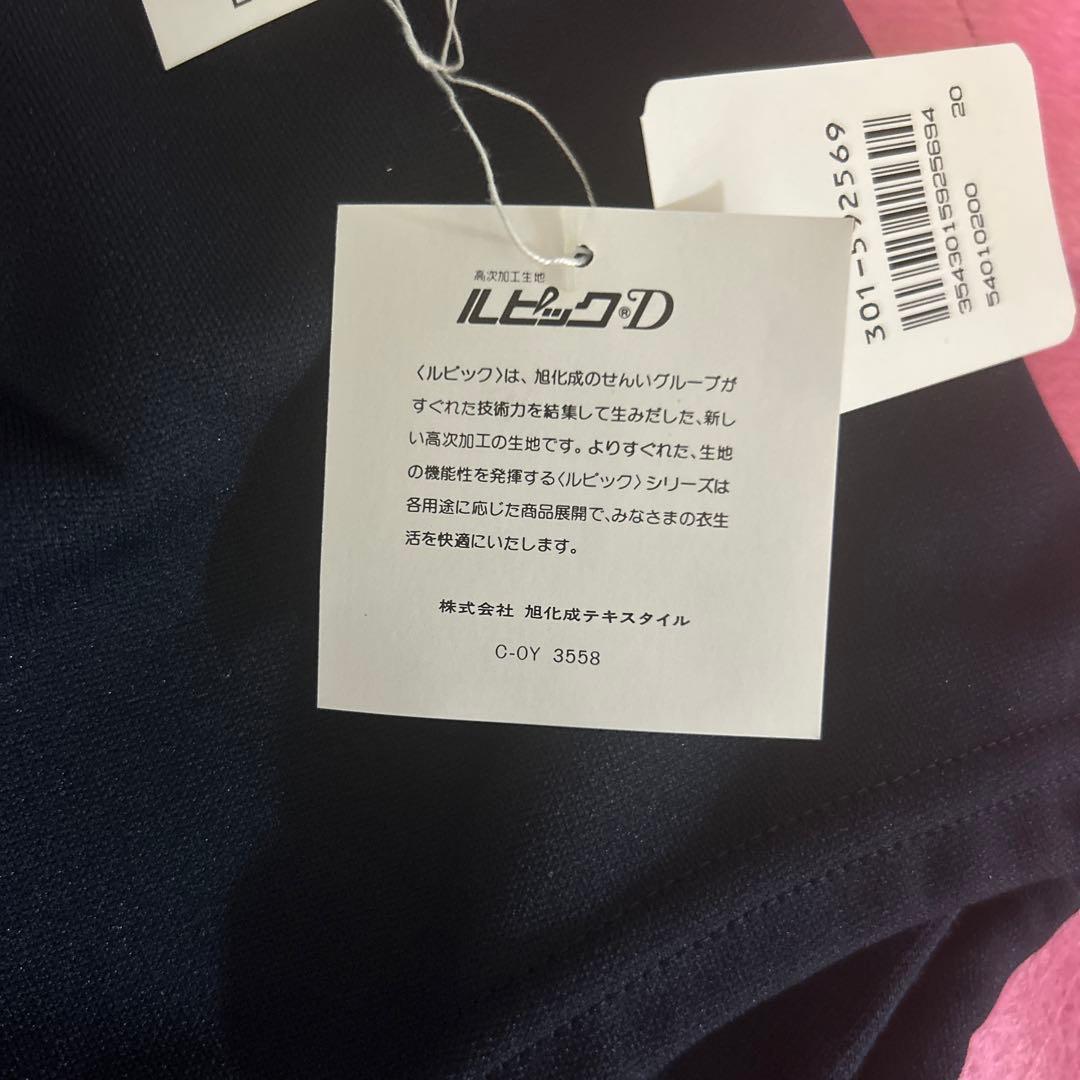 高次加工生地
ルピック®D
〈ルピック〉は、旭化成のせんいグループが
すぐれた技術力を結集して生みだした、新し
い高次加工の生地です。よりすぐれた、生地
の機能性を発揮する〈ルピック〉シリーズは
各用途に応じた商品展開で、みなさまの衣生
活を快適にいたします。
株式会社 旭化成テキスタイル
C-OY 3558
301-592569
3543015925694
54010200 20